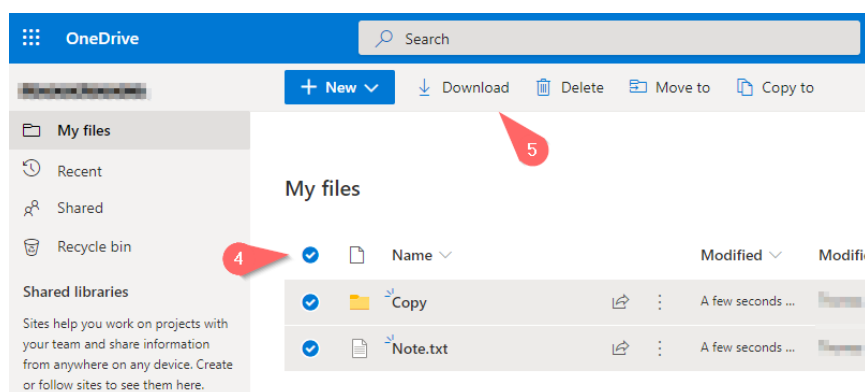 OneDrive
Search
New
Download
Delete
Move to
Copy to
5
My files
Recent
Shared
Recycle bin
Shared libraries
Sites help you work on projects with
your team and share information
from anywhere on any device. Create
or follow sites to see them here.
My files
4
Name
Modified
Modifi
Copy
A few seconds ...
Note.txt
A few seconds ...